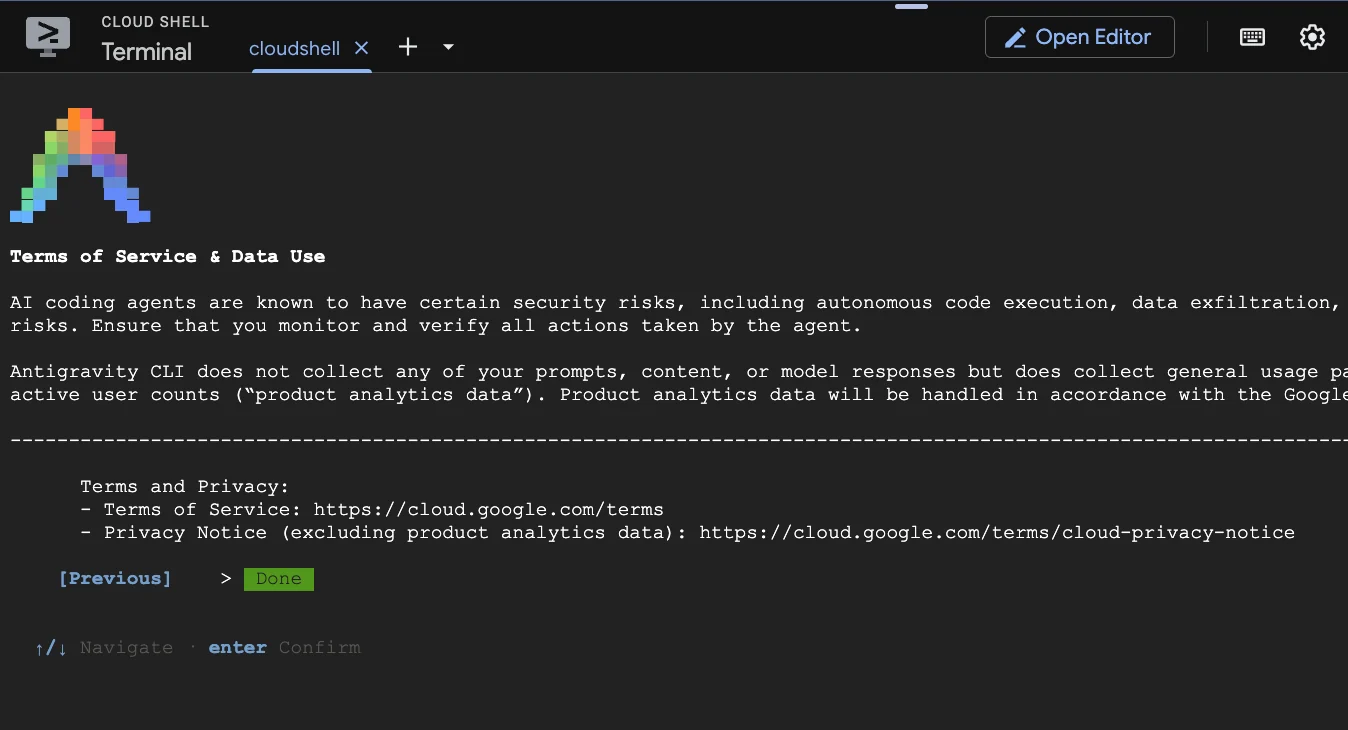 CLOUD SHELL
Terminal
cloudshell
Open Editor
Terms of Service & Data Use
AI coding agents are known to have certain security risks, including autonomous code execution, data exfiltration,
risks. Ensure that you monitor and verify all actions taken by the agent.
Antigravity CLI does not collect any of your prompts, content, or model responses but does collect general usage pa
active user counts (“product analytics data”). Product analytics data will be handled in accordance with the Google
Terms and Privacy:
- Terms of Service: https://cloud.google.com/terms
- Privacy Notice (excluding product analytics data): https://cloud.google.com/terms/cloud-privacy-notice
[Previous] > Done
↑/↓ Navigate · enter Confirm